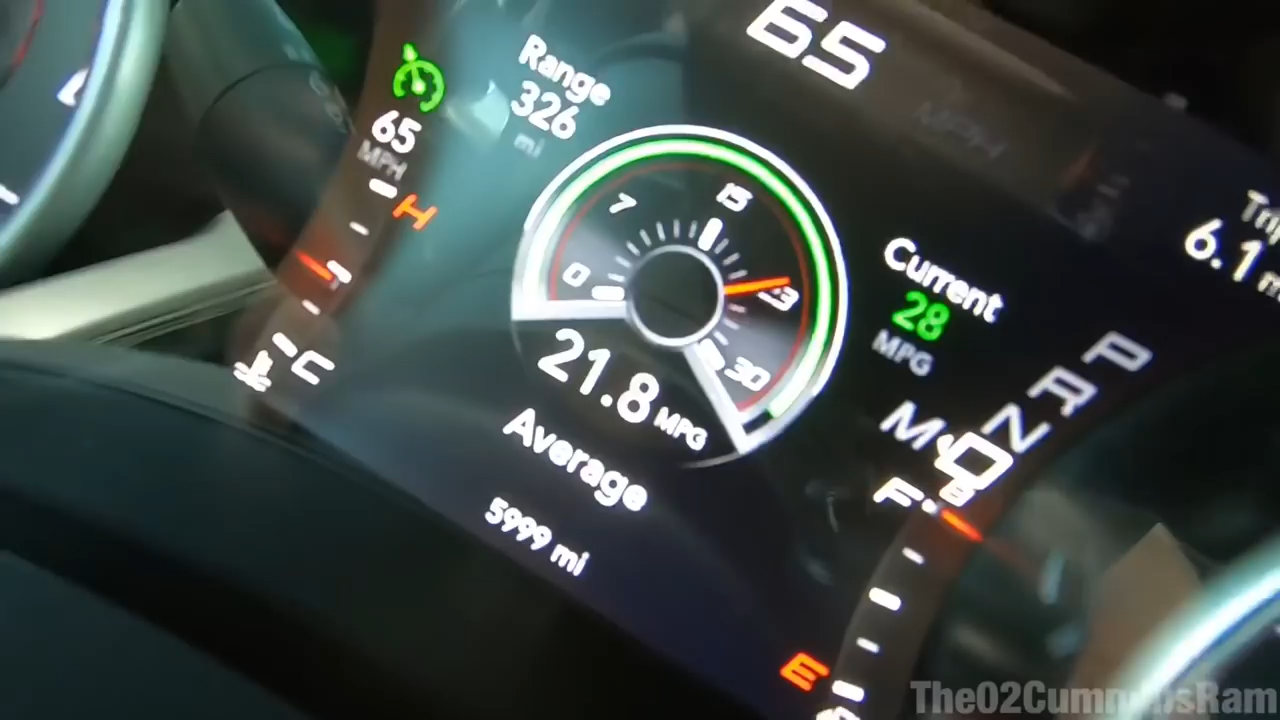 65
MPH
Range
326
mi
65
MPH
H
C
Trip
6.1
0
7
15
30
21.8 MPG
Average
5999 mi
Current
28
MPG
P
R
N
D
M
F
E
The02CumminsRam